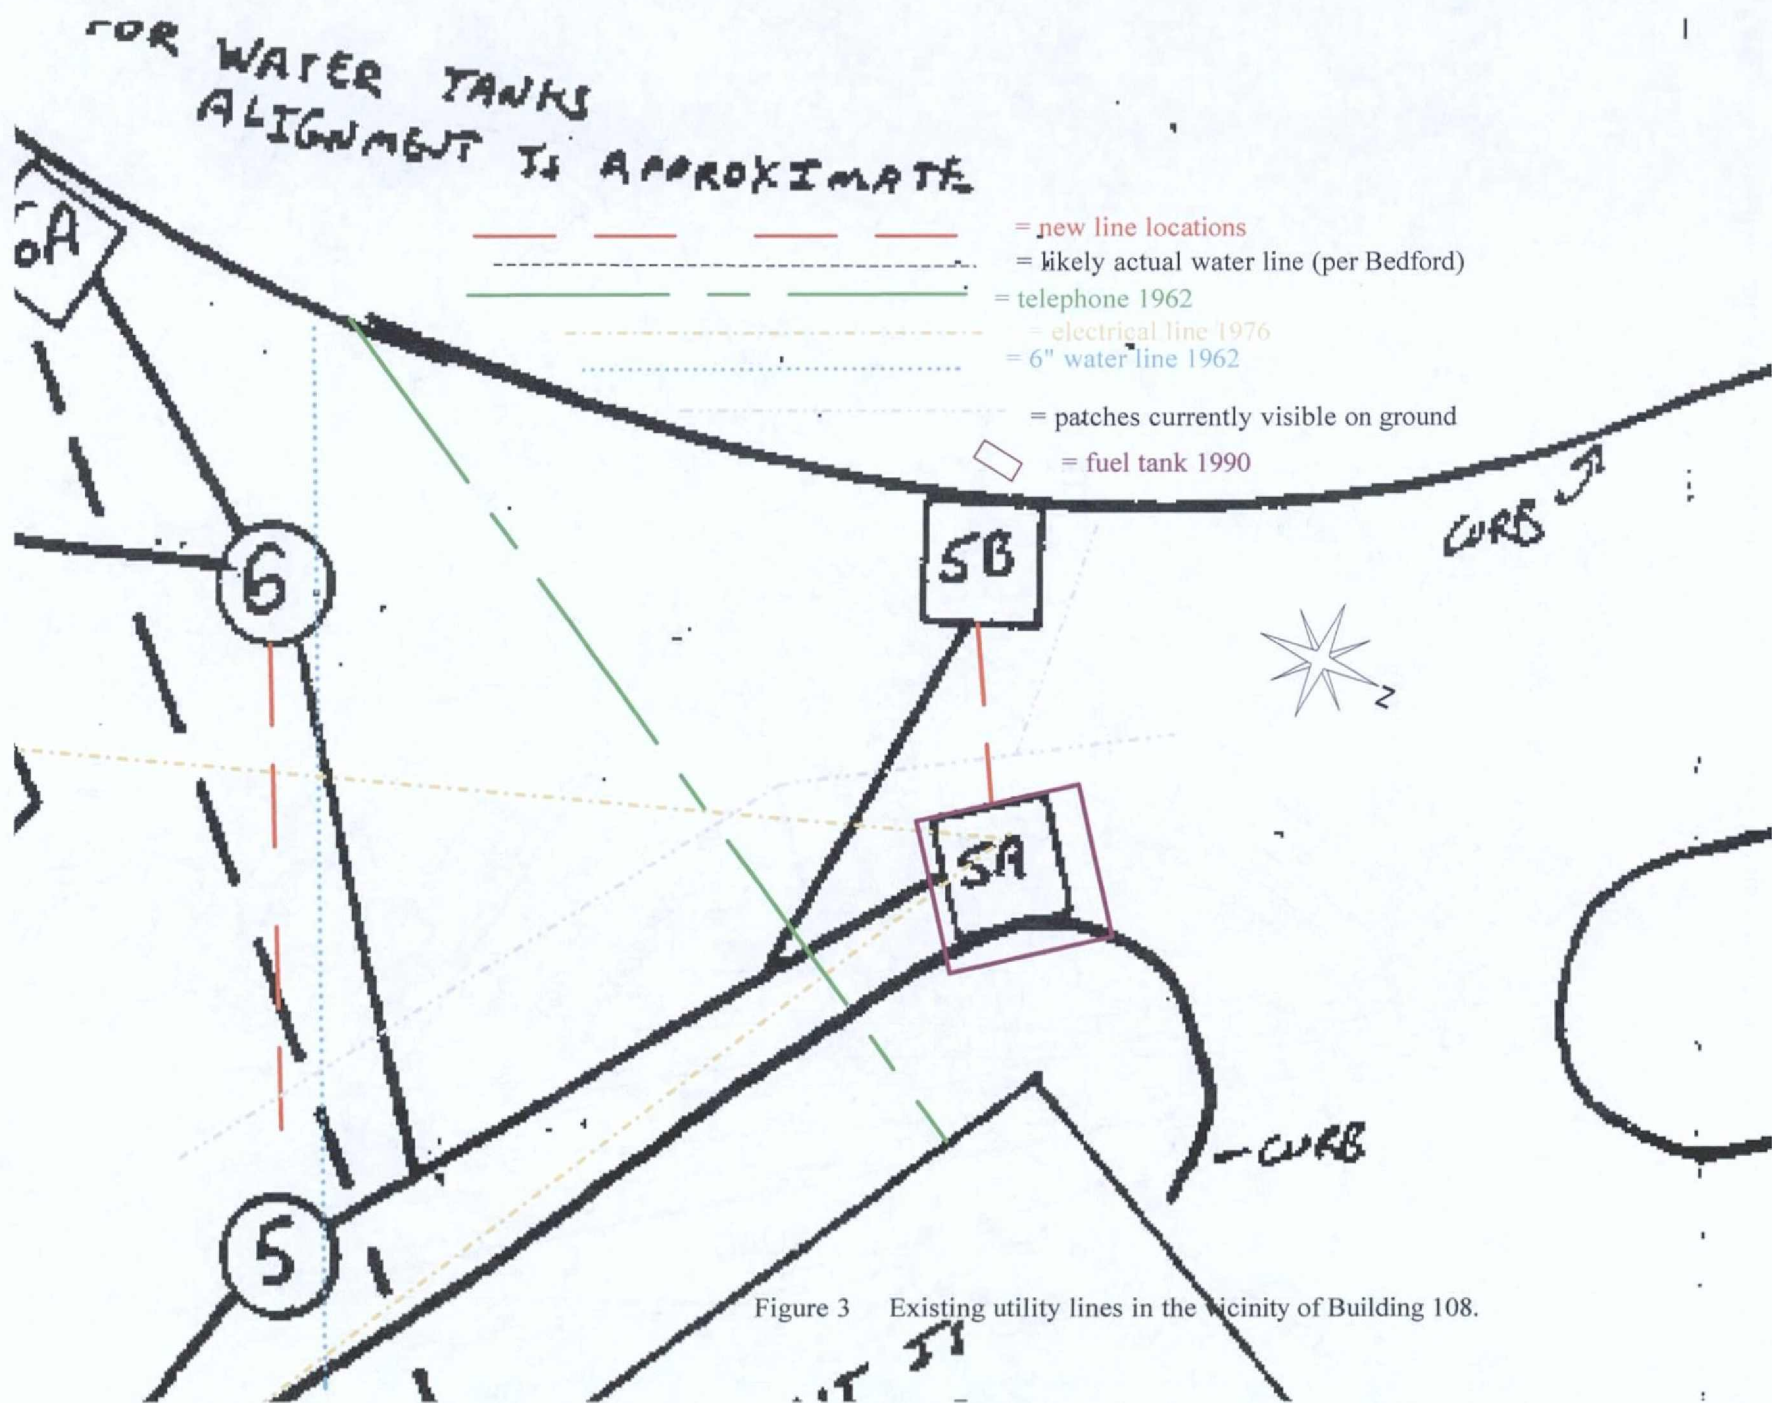 FOR WATER TANKS
ALIGNMENT IS APPROXIMATE
= new line locations
= likely actual water line (per Bedford)
= telephone 1962
= electrical line 1976
= 6" water line 1962
= patches currently visible on ground
= fuel tank 1990
6A
CURB
5B
6
N
5A
- CURB
5
Figure 3 Existing utility lines in the vicinity of Building 108.
IS